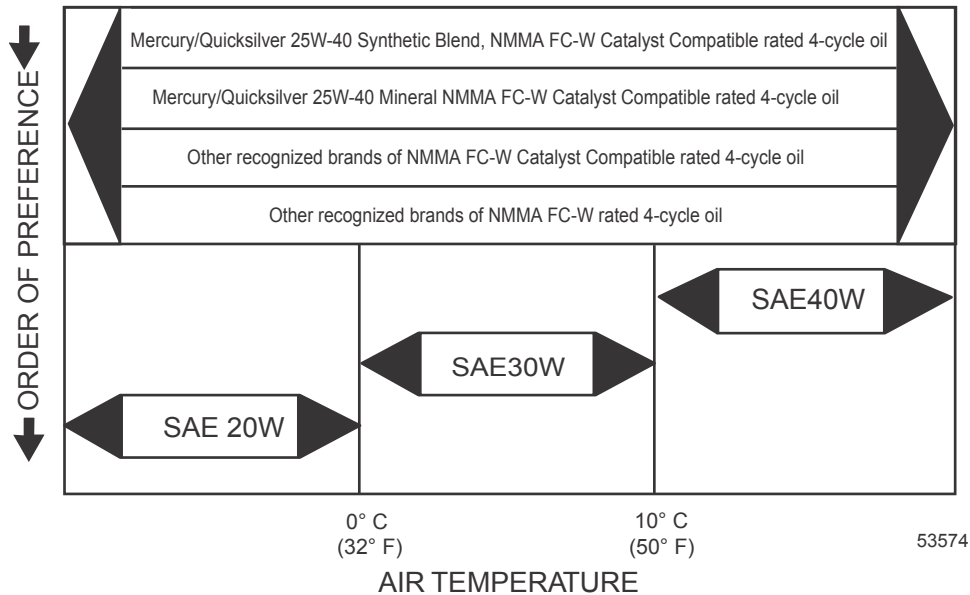 ORDER OF PREFERENCE
Mercury/Quicksilver 25W-40 Synthetic Blend, NMMA FC-W Catalyst Compatible rated 4-cycle oil
Mercury/Quicksilver 25W-40 Mineral NMMA FC-W Catalyst Compatible rated 4-cycle oil
Other recognized brands of NMMA FC-W Catalyst Compatible rated 4-cycle oil
Other recognized brands of NMMA FC-W rated 4-cycle oil
SAE40W
SAE30W
SAE 20W
0° C
(32° F)
10° C
(50° F)
53574
AIR TEMPERATURE